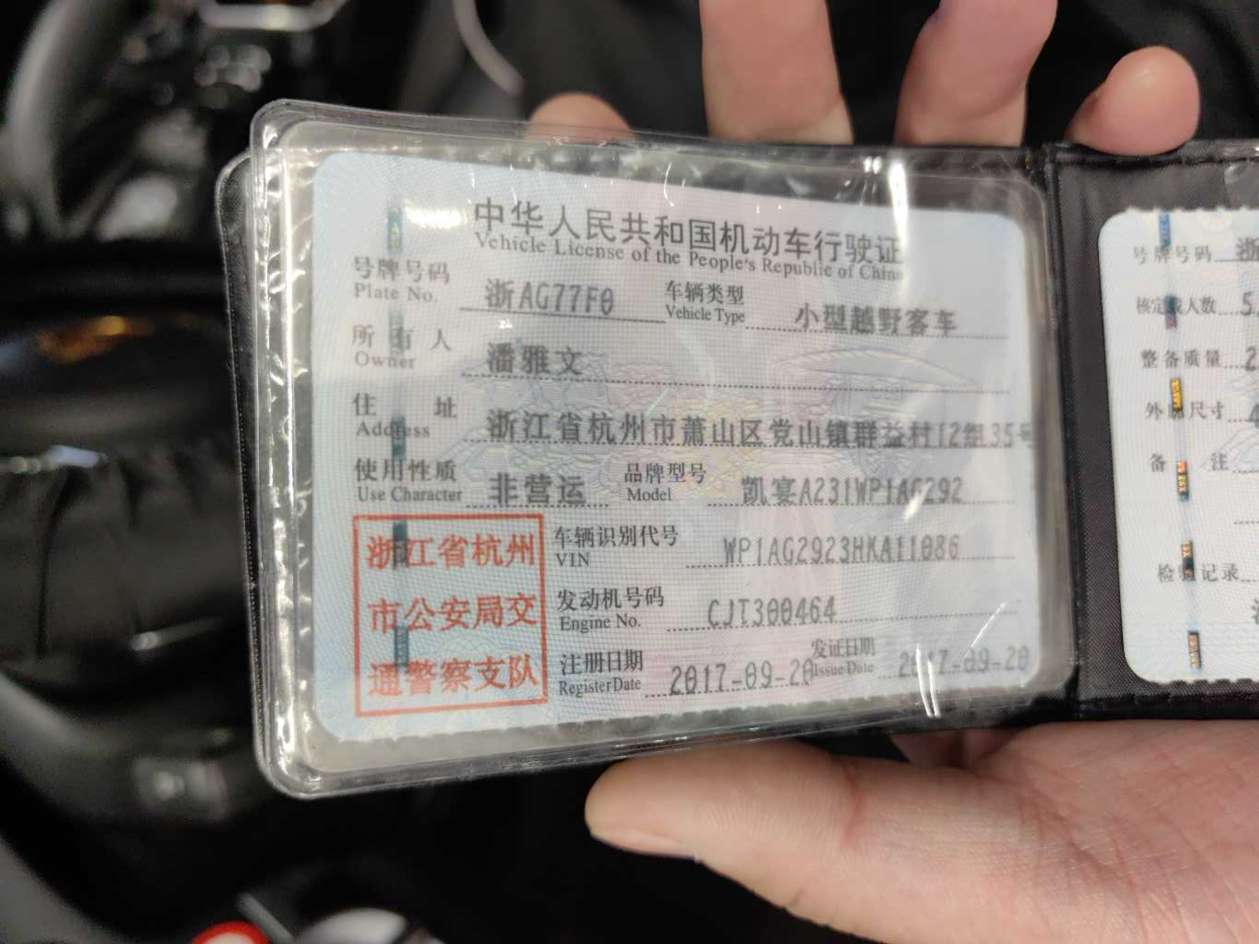 中华人民共和国机动车行驶证
Vehicle License of the People's Republic of China
号牌号码 浙AG77F0 车辆类型 小型越野客车
Plate No. Vehicle Type
所有人 潘雅文
Owner
住址 浙江省杭州市萧山区党山镇群益村12组35号
Address
使用性质 非营运 品牌型号 凯宴A231WP1AG292
Use Character Model
浙江省杭州
市公安局交
通警察支队
车辆识别代号 WP1AG2923HKA11086
VIN
发动机号码 CJT300464
Engine No.
注册日期 2017-09-20 发证日期 2017-09-20
Register Date Issue Date
号牌号码 浙
核定载人数 5
整备质量 2
外廓尺寸
备注
检验记录